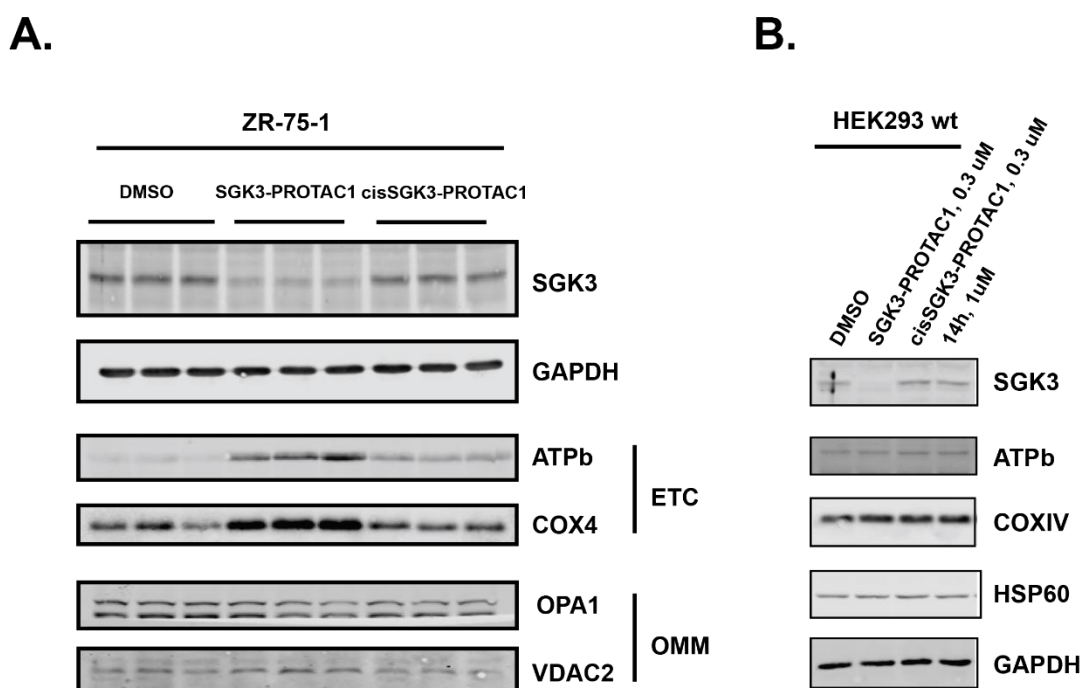 A.
ZR-75-1
DMSO SGK3-PROTAC1 cisSGK3-PROTAC1
SGK3
GAPDH
ATPb
COX4
ETC
OPA1
VDAC2
OMM
B.
HEK293 wt
DMSO
SGK3-PROTAC1, 0.3 uM
cisSGK3-PROTAC1, 0.3 uM
14h, 1uM
SGK3
ATPb
COXIV
HSP60
GAPDH